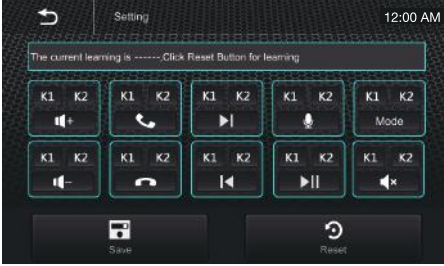 Setting 12:00 AM
The current learning is ------,Click Reset Button for learning
K1 K2 K1 K2 K1 K2 K1 K2 K1 K2
+ Mode
K1 K2 K1 K2 K1 K2 K1 K2 K1 K2
Save Reset